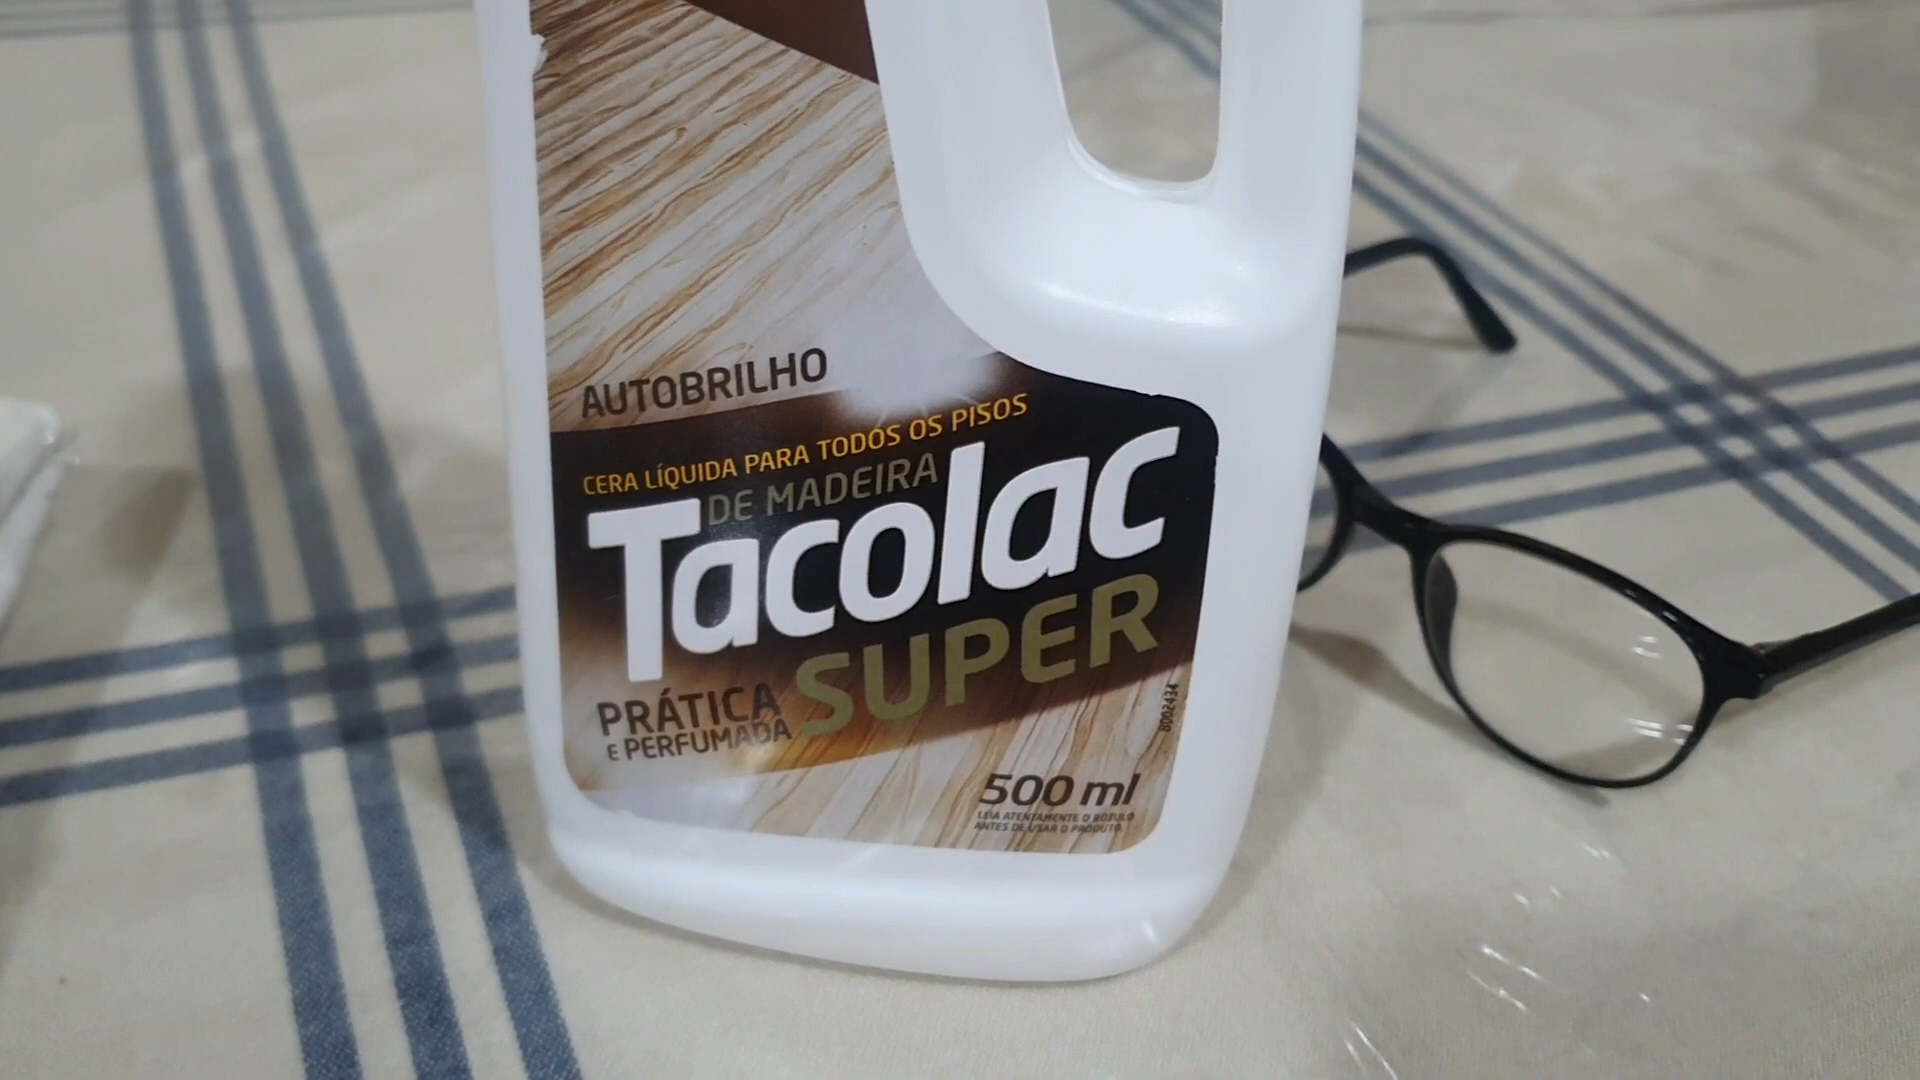 AUTOBRILHO
CERA LÍQUIDA PARA TODOS OS PISOS
DE MADEIRA
Tacolac
SUPER
PRÁTICA
E PERFUMADA
8002434
500 ml
LEIA ATENTAMENTE O RÓTULO
ANTES DE USAR O PRODUTO.